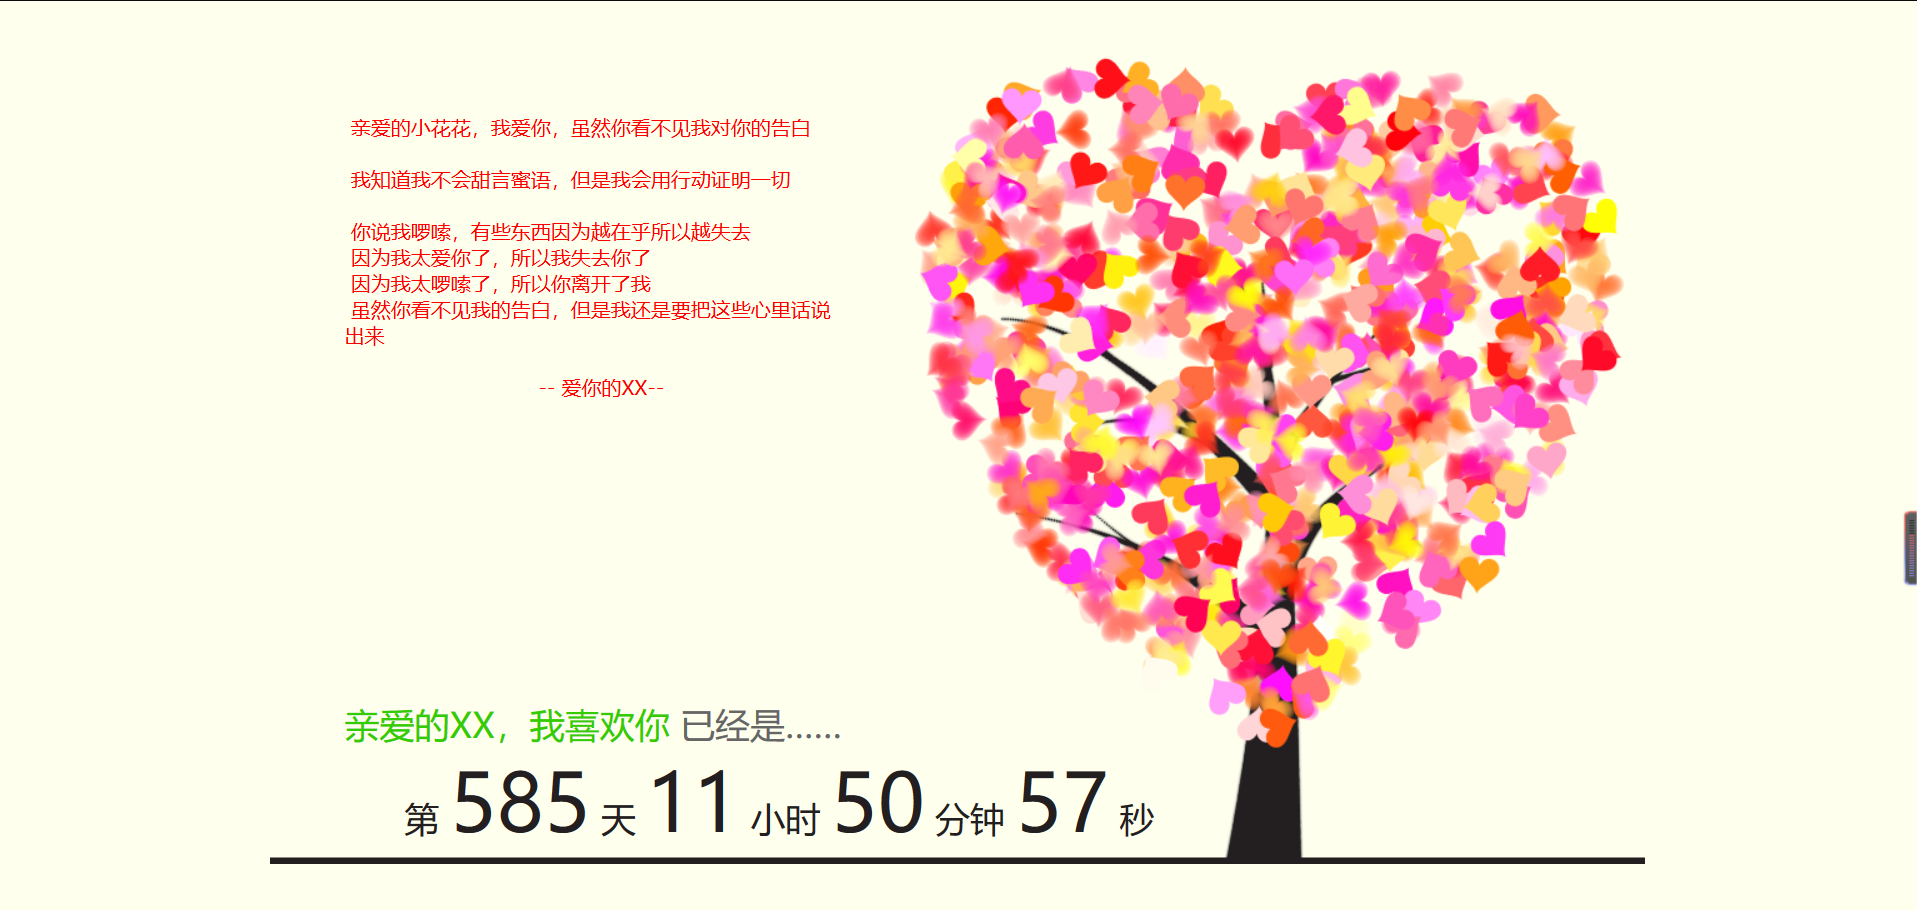 亲爱的小花花，我爱你，虽然你看不见我对你的告白
我知道我不会甜言蜜语，但是我会用行动证明一切
你说我啰嗦，有些东西因为越在乎所以越失去
因为我太爱你了，所以我失去你了
因为我太啰嗦了，所以你离开了我
虽然你看不见我的告白，但是我还是要把这些心里话说
出来
-- 爱你的XX--
亲爱的XX，我喜欢你 已经是……
第 585 天 11 小时 50 分钟 57 秒